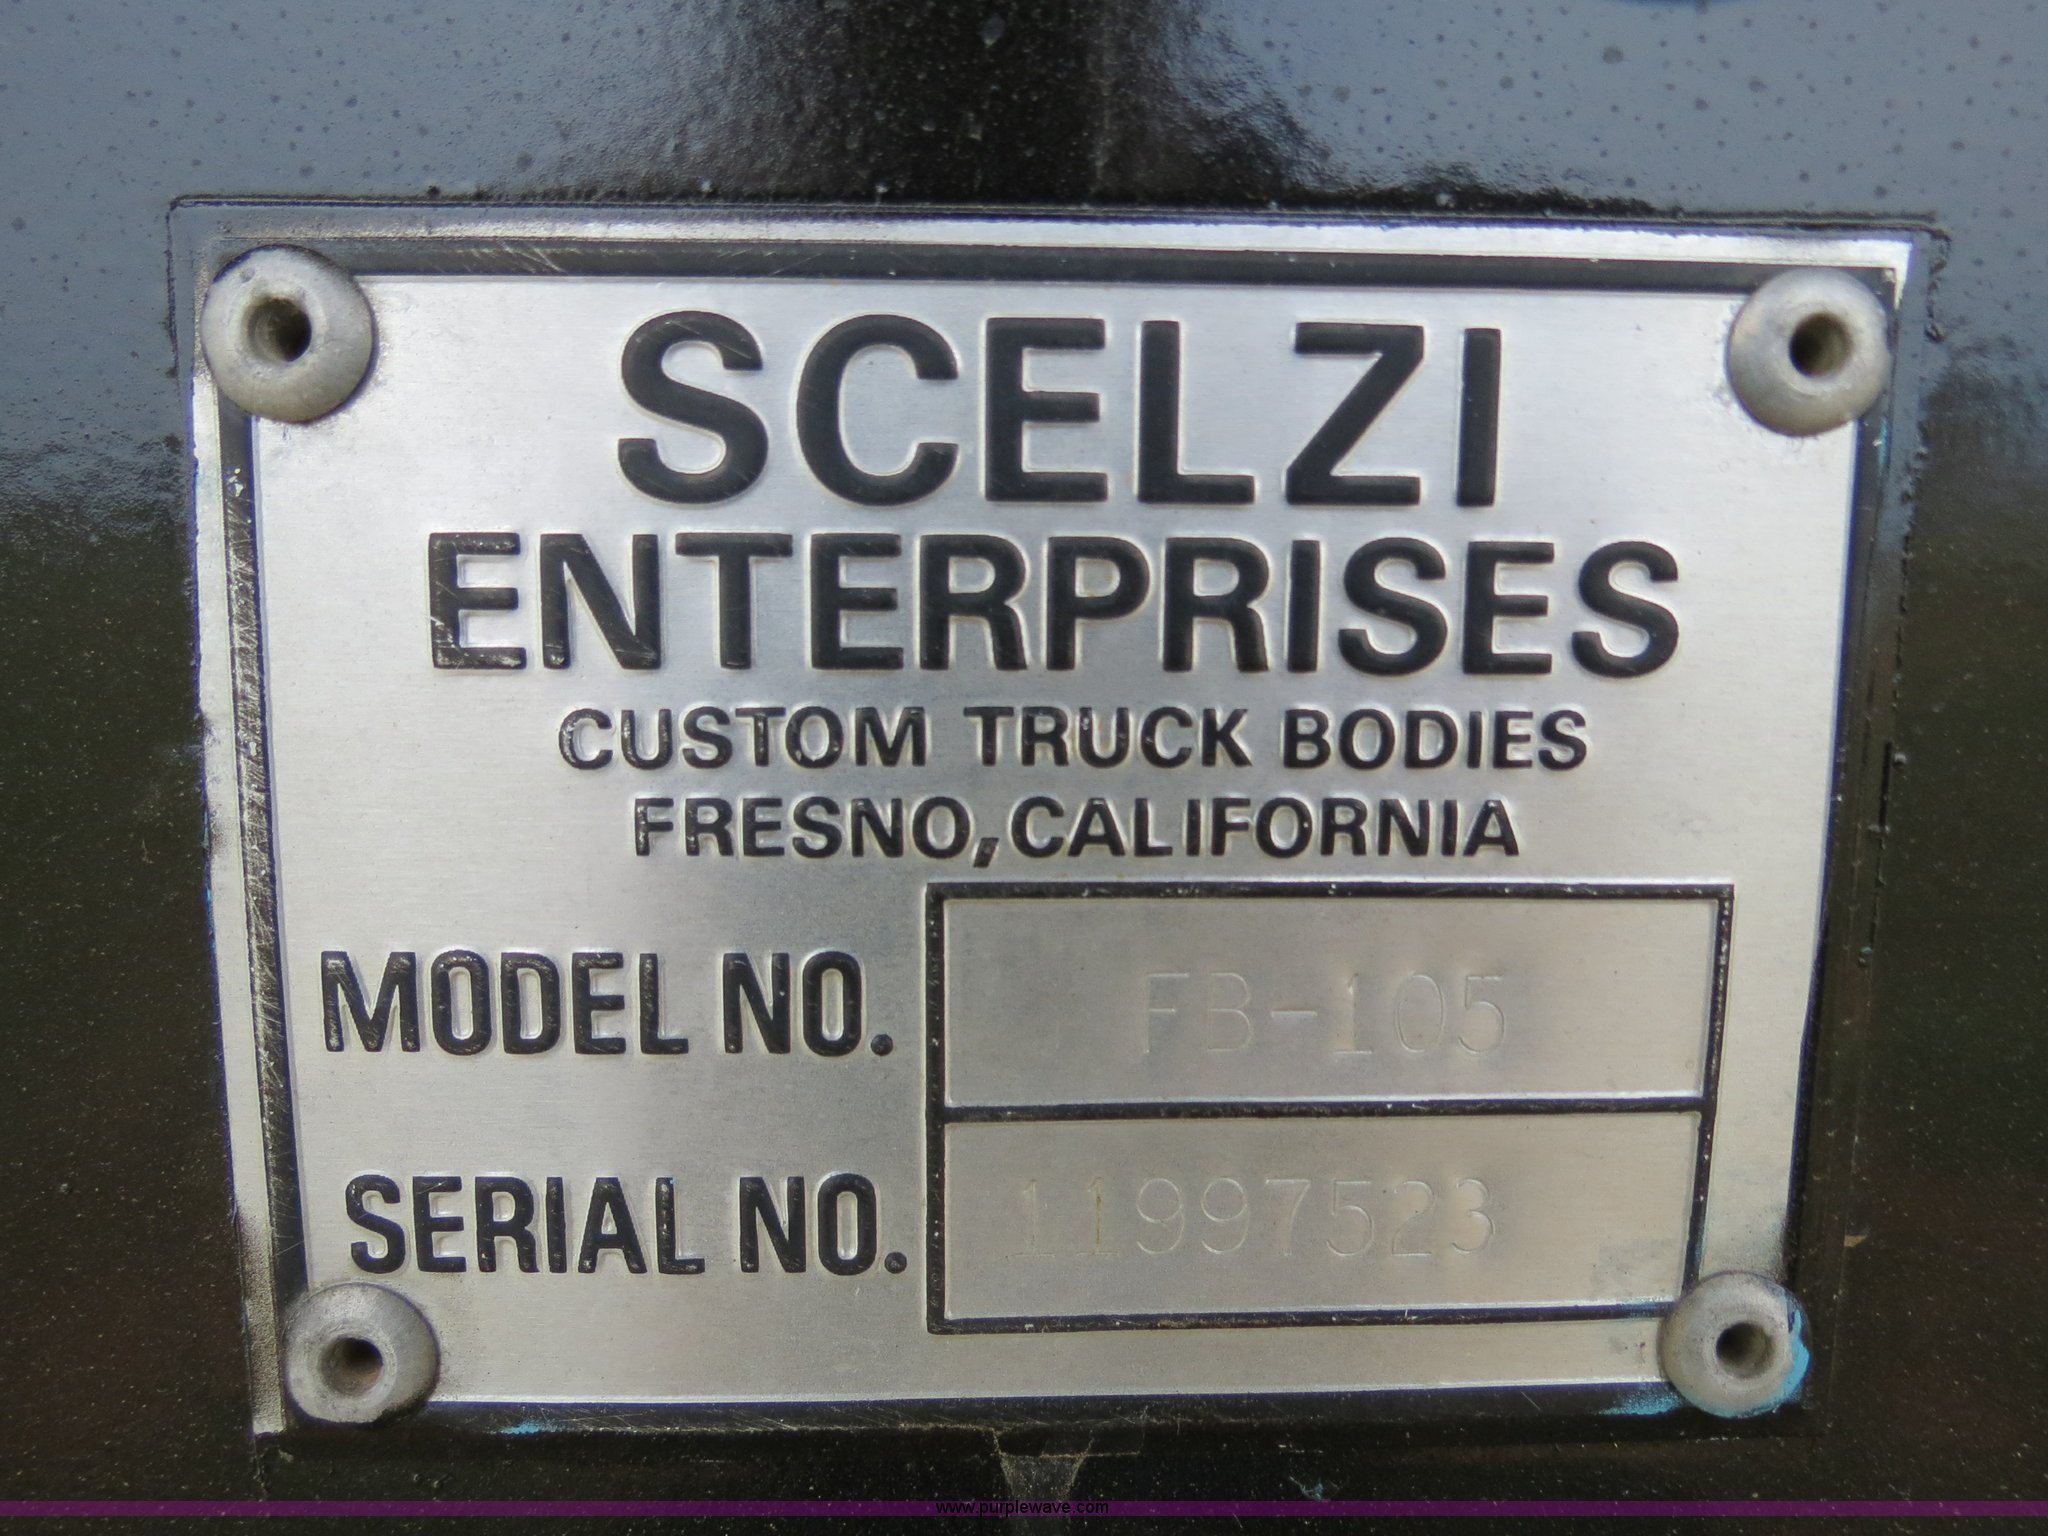 SCELZI
ENTERPRISES
CUSTOM TRUCK BODIES
FRESNO, CALIFORNIA
MODEL NO. FB-105
SERIAL NO. 11997523
www.purplewave.com